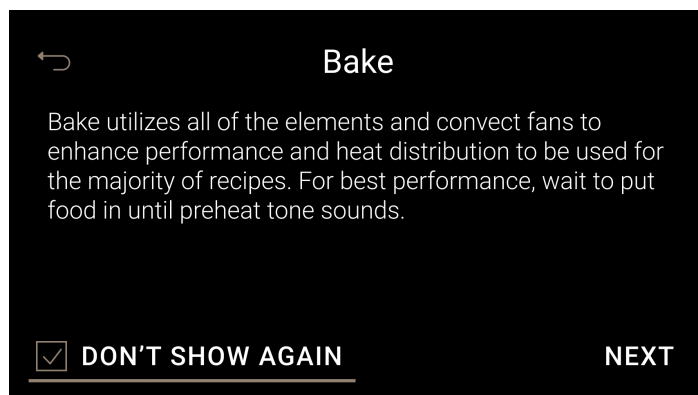 Bake
Bake utilizes all of the elements and convect fans to
enhance performance and heat distribution to be used for
the majority of recipes. For best performance, wait to put
food in until preheat tone sounds.
DON'T SHOW AGAIN
NEXT